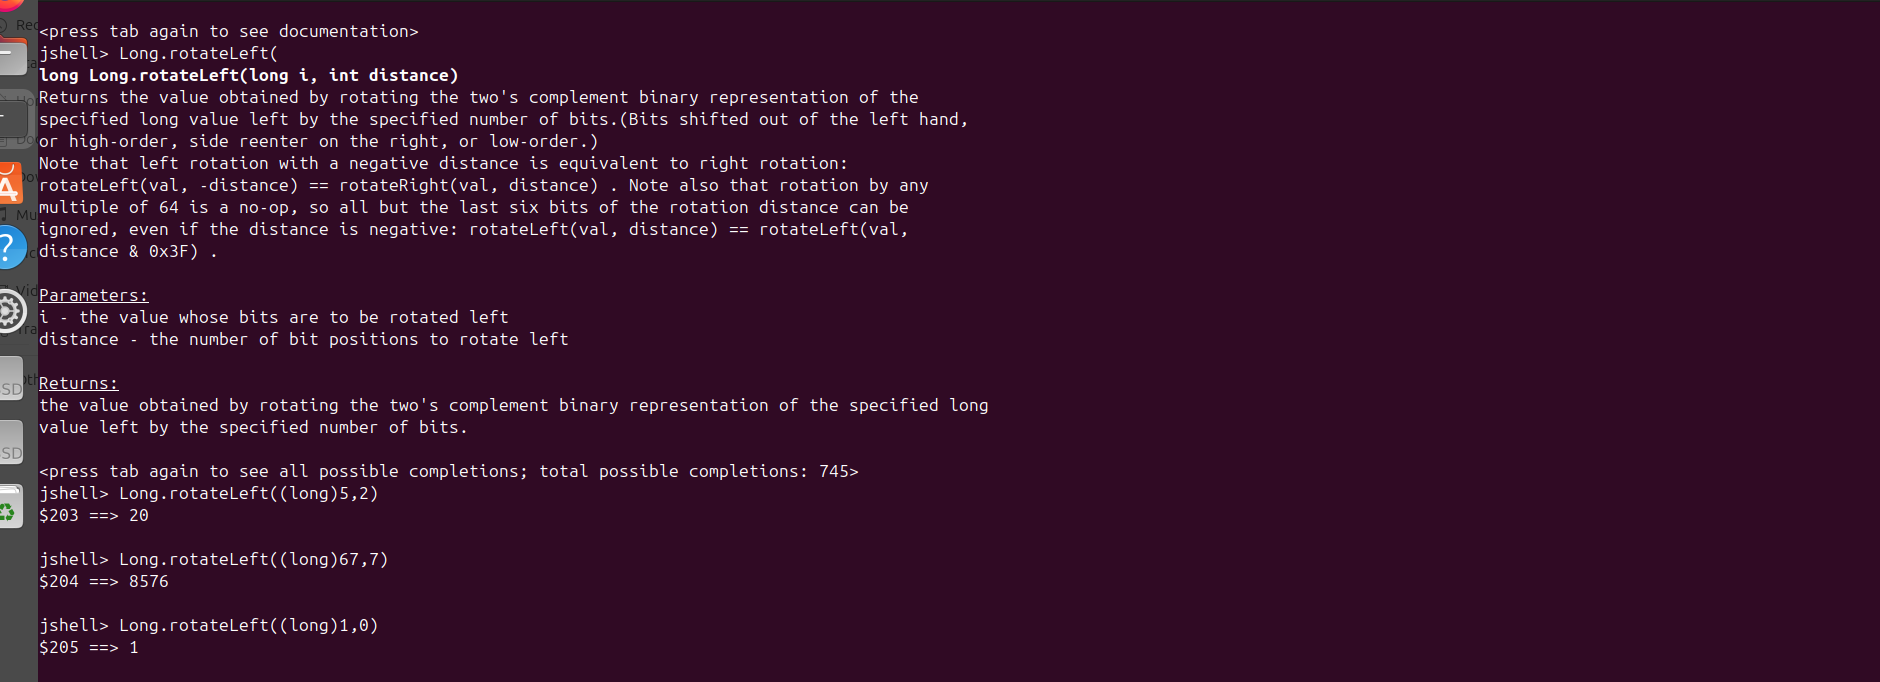 <press tab again to see documentation>
jshell> Long.rotateLeft(
long Long.rotateLeft(long i, int distance)
Returns the value obtained by rotating the two's complement binary representation of the
specified long value left by the specified number of bits.(Bits shifted out of the left hand,
or high-order, side reenter on the right, or low-order.)
Note that left rotation with a negative distance is equivalent to right rotation:
rotateLeft(val, -distance) == rotateRight(val, distance) . Note also that rotation by any
multiple of 64 is a no-op, so all but the last six bits of the rotation distance can be
ignored, even if the distance is negative: rotateLeft(val, distance) == rotateLeft(val,
distance & 0x3F) .
Parameters:
i - the value whose bits are to be rotated left
distance - the number of bit positions to rotate left
Returns:
the value obtained by rotating the two's complement binary representation of the specified long
value left by the specified number of bits.
<press tab again to see all possible completions; total possible completions: 745>
jshell> Long.rotateLeft((long)5,2)
$203 ==> 20
jshell> Long.rotateLeft((long)67,7)
$204 ==> 8576
jshell> Long.rotateLeft((long)1,0)
$205 ==> 1